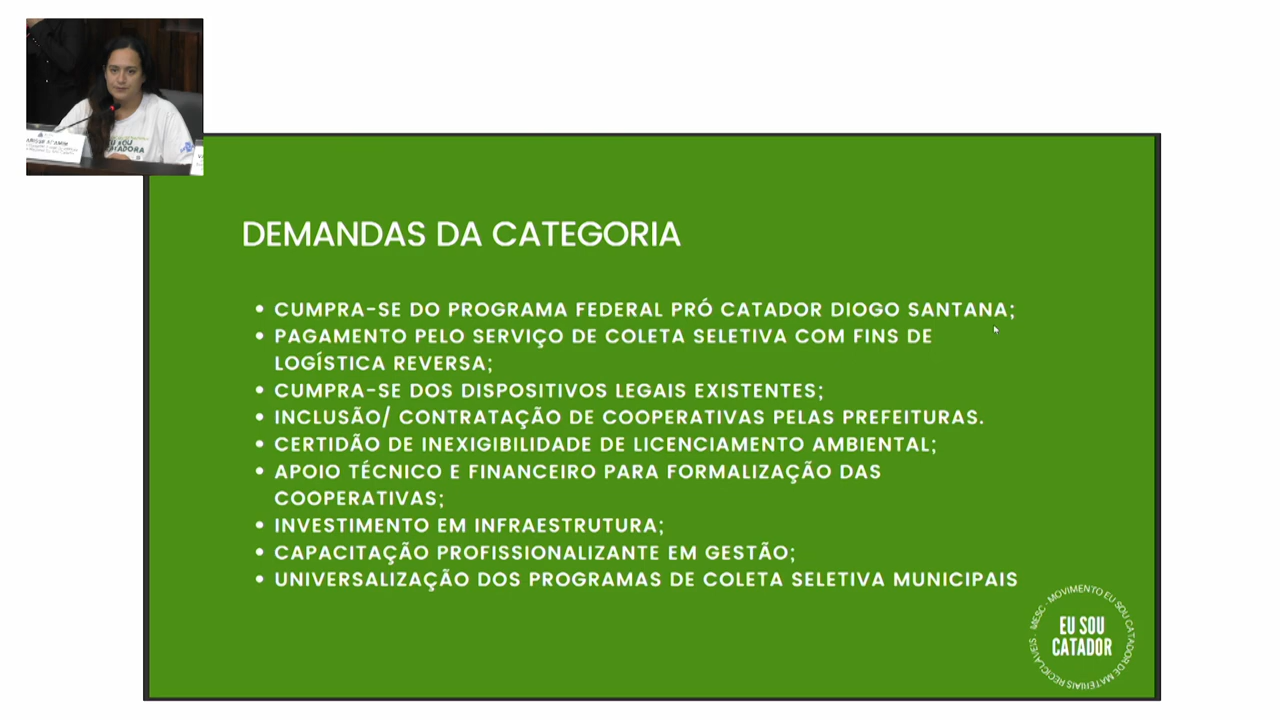 EU SOU
CATADORA
DEMANDAS DA CATEGORIA
• CUMPRA-SE DO PROGRAMA FEDERAL PRÓ CATADOR DIOGO SANTANA;
• PAGAMENTO PELO SERVIÇO DE COLETA SELETIVA COM FINS DE
LOGÍSTICA REVERSA;
• CUMPRA-SE DOS DISPOSITIVOS LEGAIS EXISTENTES;
• INCLUSÃO/ CONTRATAÇÃO DE COOPERATIVAS PELAS PREFEITURAS.
• CERTIDÃO DE INEXIGIBILIDADE DE LICENCIAMENTO AMBIENTAL;
• APOIO TÉCNICO E FINANCEIRO PARA FORMALIZAÇÃO DAS
COOPERATIVAS;
• INVESTIMENTO EM INFRAESTRUTURA;
• CAPACITAÇÃO PROFISSIONALIZANTE EM GESTÃO;
• UNIVERSALIZAÇÃO DOS PROGRAMAS DE COLETA SELETIVA MUNICIPAIS
MESC - MOVIMENTO EU SOU CATADOR DE MATERIAIS RECICLÁVEIS -
EU SOU
CATADOR